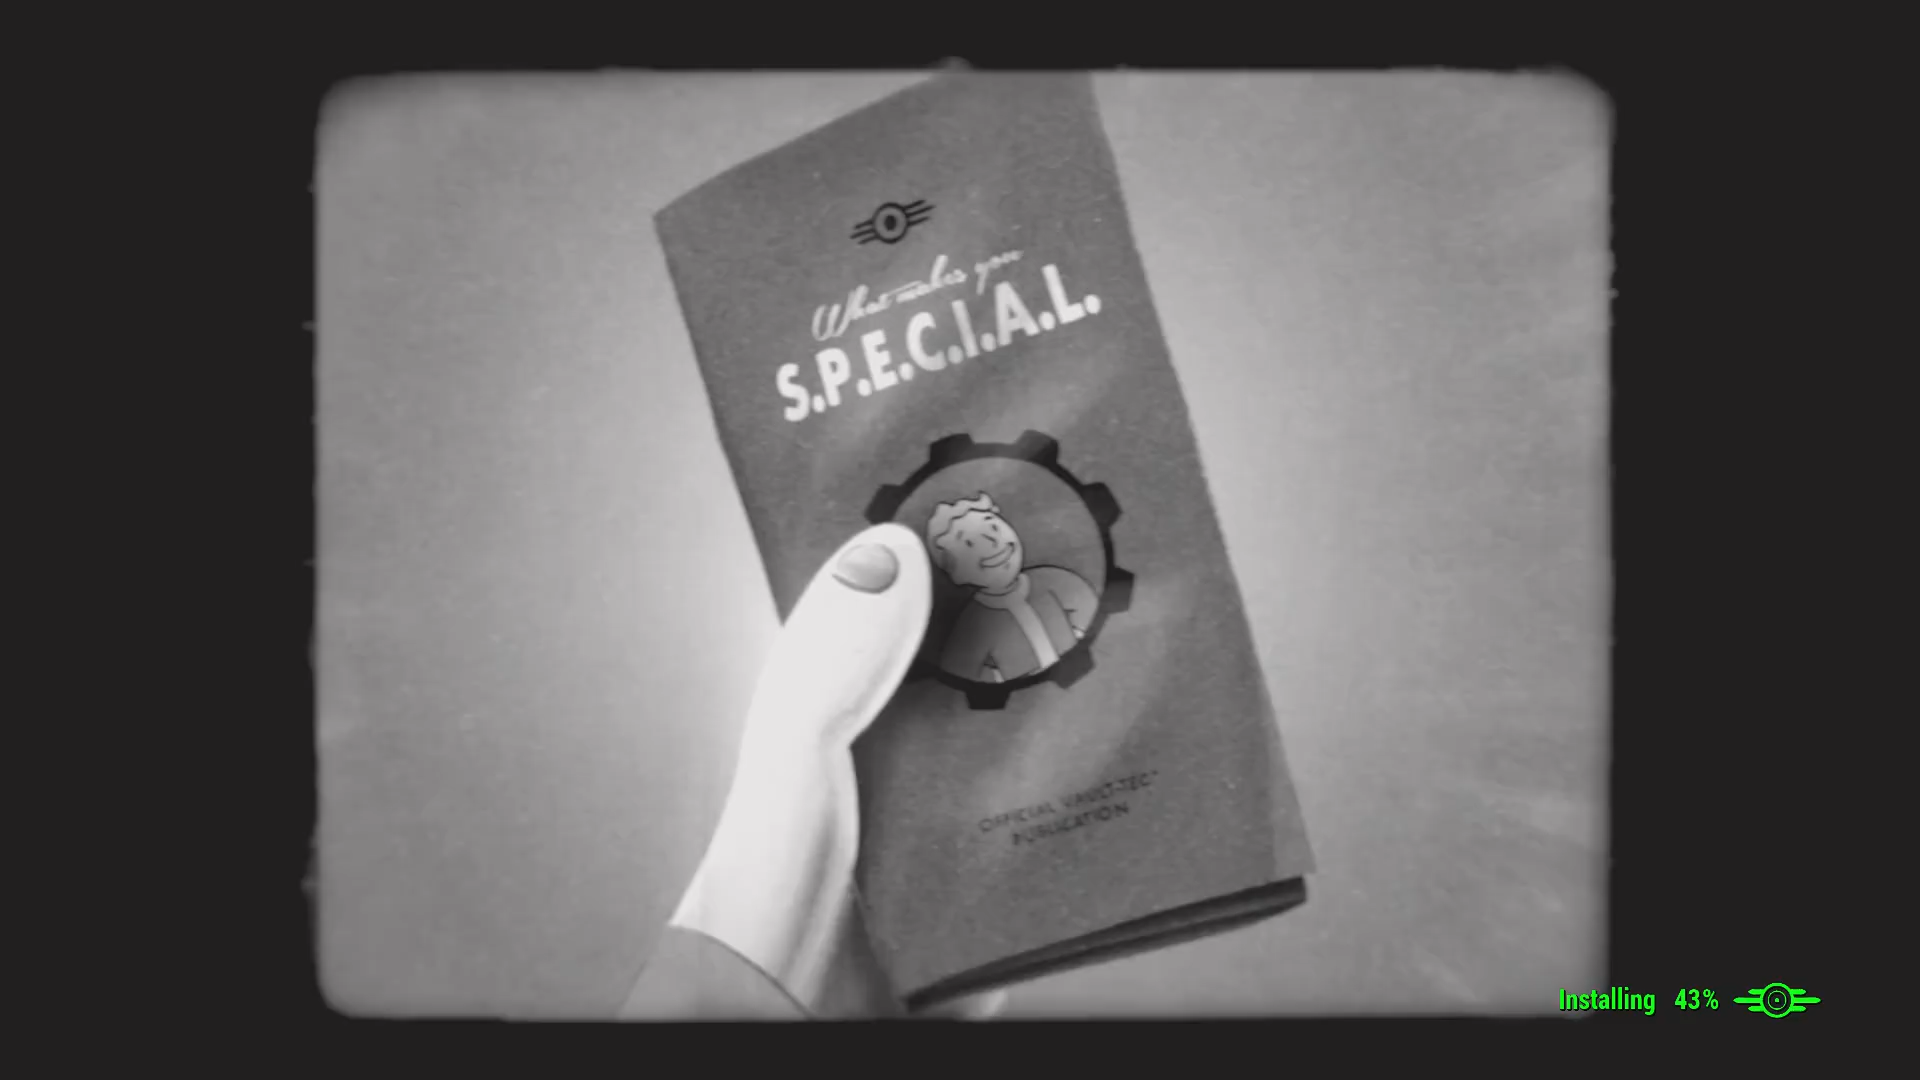 What makes you
S.P.E.C.I.A.L.
OFFICIAL VAULT-TEC
PUBLICATION
Installing 43%